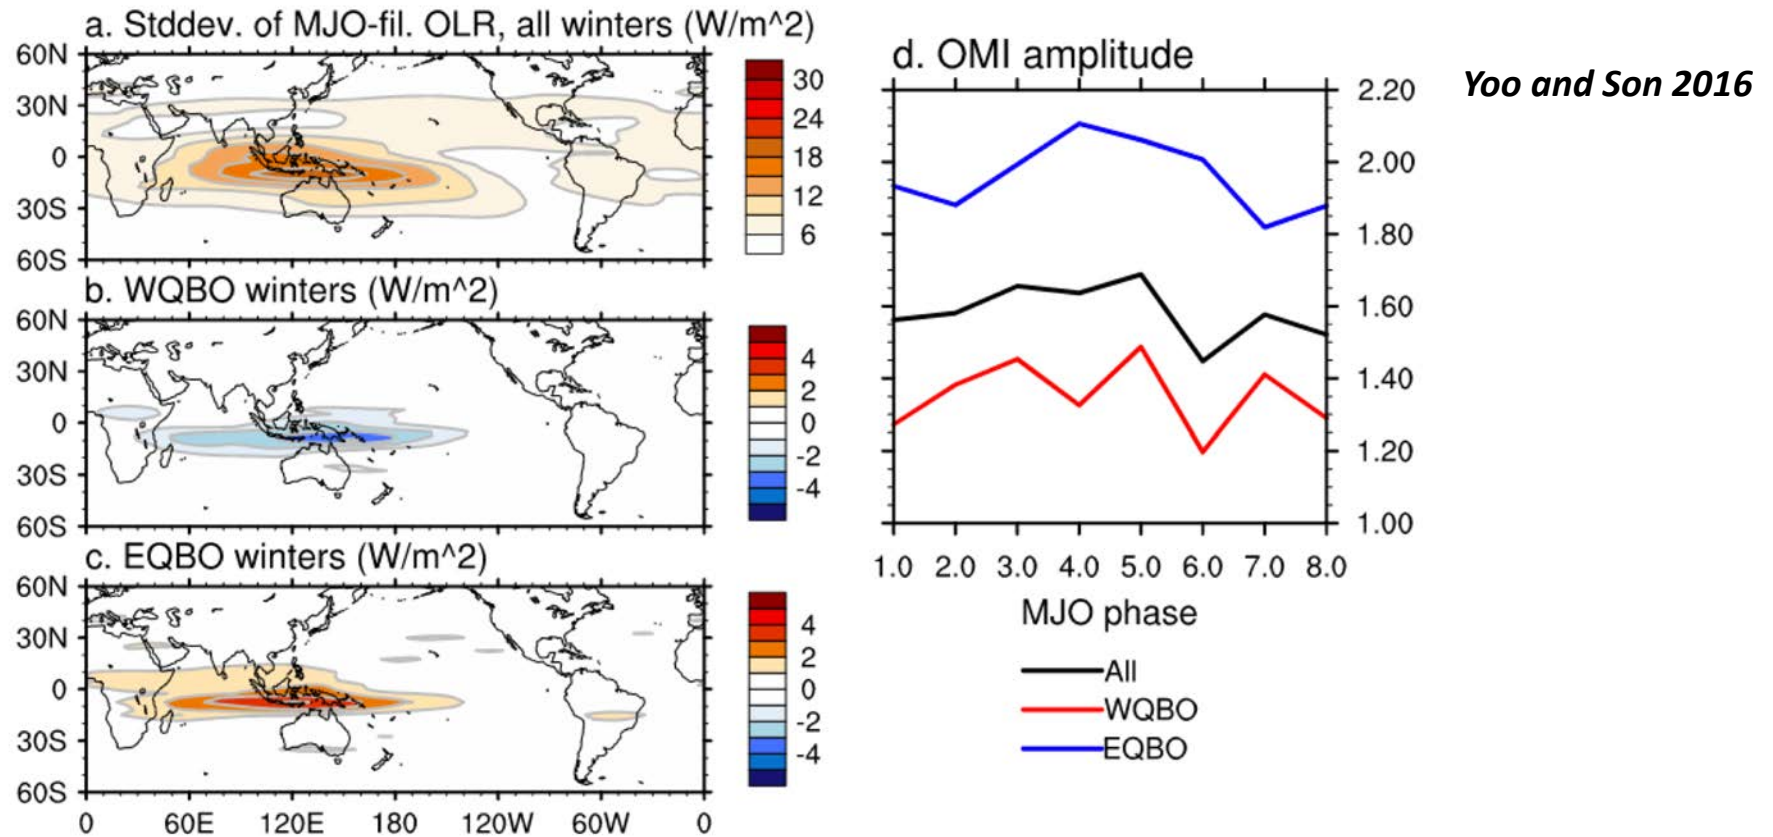 a. Stddev. of MJO-fil. OLR, all winters (W/m^2)
60N
30N
0
30S
60S
30
24
18
12
6
b. WQBO winters (W/m^2)
60N
30N
0
30S
60S
4
2
0
-2
-4
c. EQBO winters (W/m^2)
60N
30N
0
30S
60S
0 60E 120E 180 120W 60W 0
4
2
0
-2
-4
d. OMI amplitude
2.20
2.00
1.80
1.60
1.40
1.20
1.00
1.0 2.0 3.0 4.0 5.0 6.0 7.0 8.0
MJO phase
All
WQBO
EQBO
Yoo and Son 2016